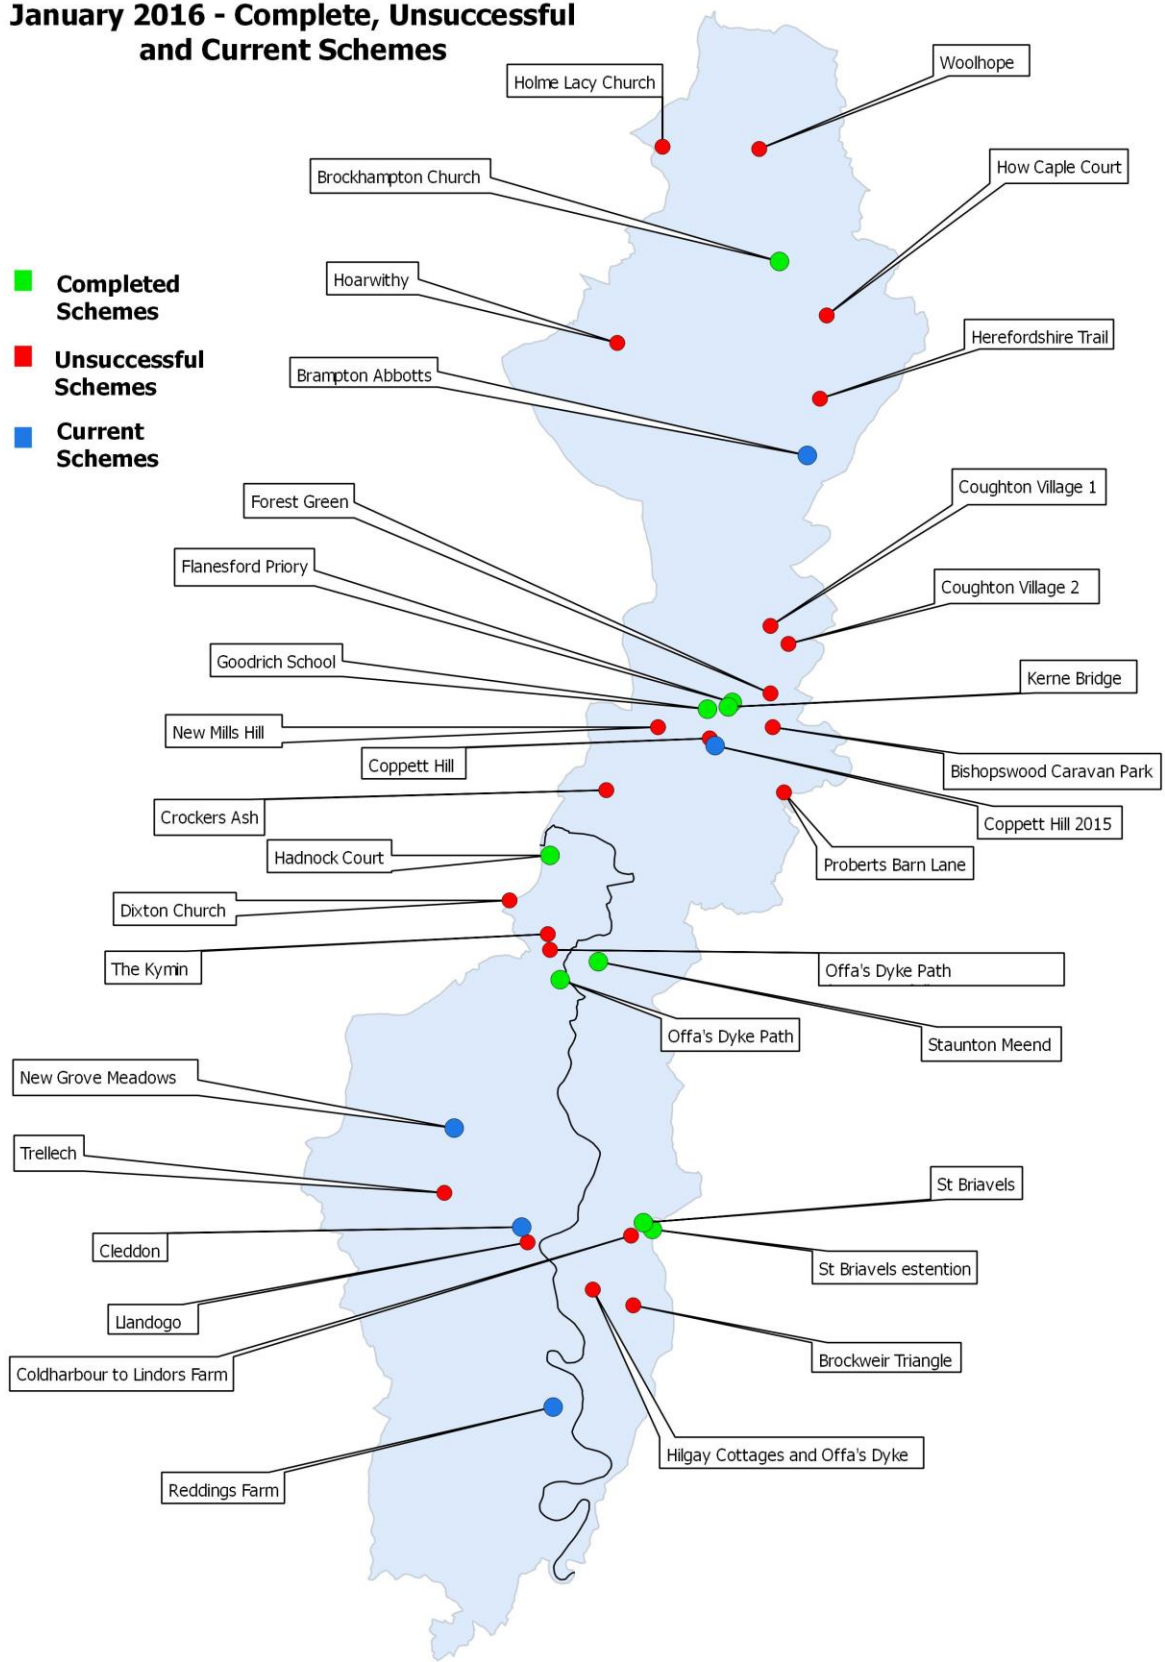 January 2016 - Complete, Unsuccessful
and Current Schemes
Holme Lacy Church
Woolhope
Brockhampton Church
How Caple Court
Completed
Schemes
Hoarwithy
Unsuccessful
Schemes
Herefordshire Trail
Brampton Abbotts
Current
Schemes
Coughton Village 1
Forest Green
Flanesford Priory
Coughton Village 2
Goodrich School
Kerne Bridge
New Mills Hill
Coppett Hill
Bishopswood Caravan Park
Crockers Ash
Coppett Hill 2015
Hadnock Court
Proberts Barn Lane
Dixton Church
The Kymin
Offa's Dyke Path
Offa's Dyke Path
Staunton Meend
New Grove Meadows
Trellech
St Briavels
Cleddon
St Briavels estention
Llandogo
Coldharbour to Lindors Farm
Brockweir Triangle
Hilgay Cottages and Offa's Dyke
Reddings Farm